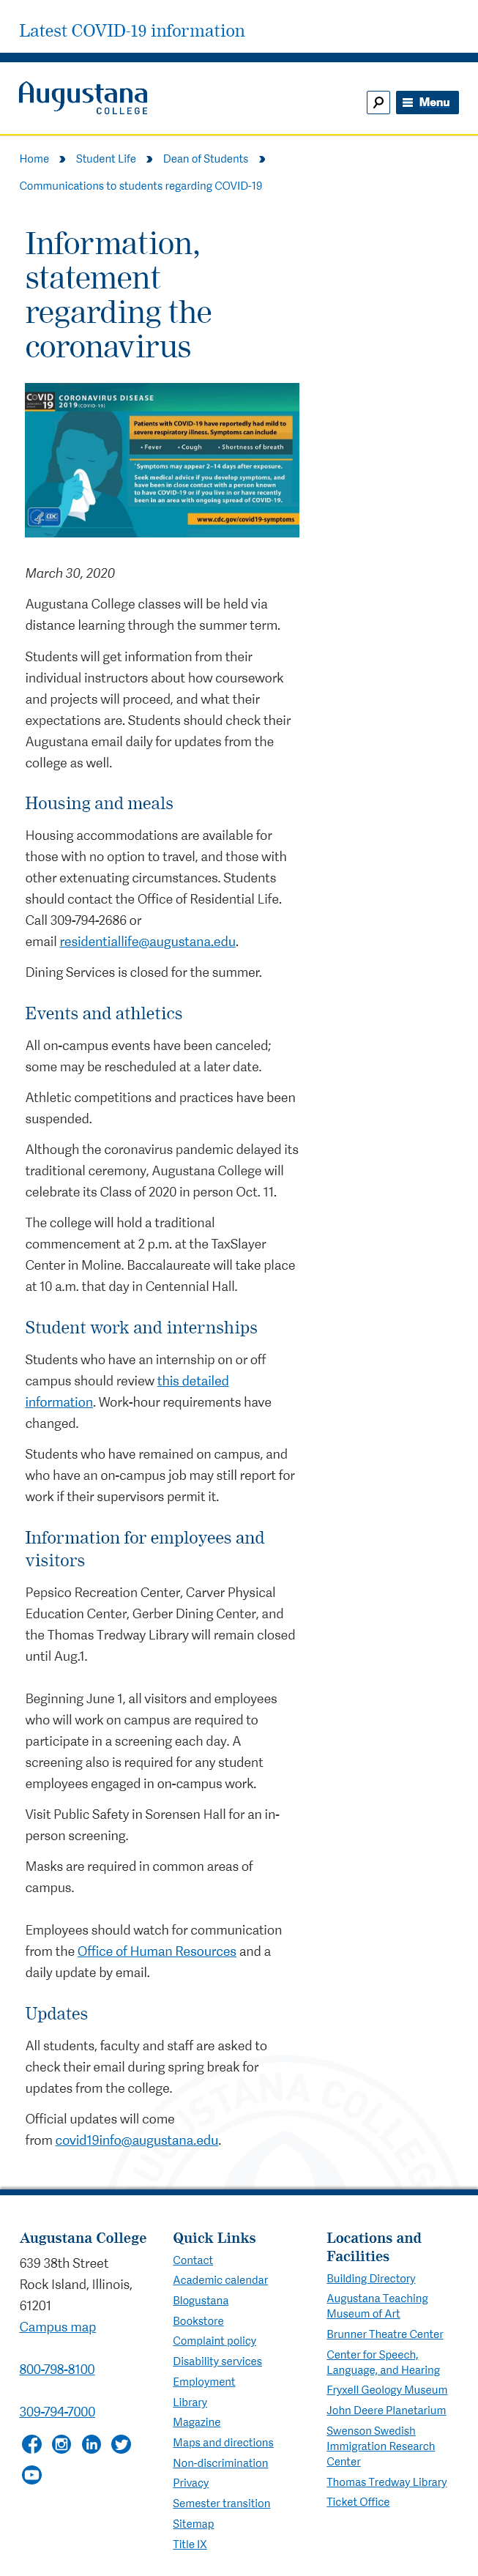 Latest COVID-19 information
Augustana
COLLEGE
Menu
Home
Student Life
Dean of Students
Communications to students regarding COVID-19
Information,
statement
regarding the
coronavirus
COVID
19
CORONAVIRUS DISEASE
2019 (COVID-19)
Patients with COVID-19 have reportedly had mild to
severe respiratory illness. Symptoms can include
• Fever • Cough • Shortness of breath
*Symptoms may appear 2-14 days after exposure.
Seek medical advice if you develop symptoms, and
have been in close contact with a person known
to have COVID-19 or if you live in or have recently
been in an area with ongoing spread of COVID-19.
CDC
www.cdc.gov/covid19-symptoms
March 30, 2020
Augustana College classes will be held via
distance learning through the summer term.
Students will get information from their
individual instructors about how coursework
and projects will proceed, and what their
expectations are. Students should check their
Augustana email daily for updates from the
college as well.
Housing and meals
Housing accommodations are available for
those with no option to travel, and those with
other extenuating circumstances. Students
should contact the Office of Residential Life.
Call 309-794-2686 or
email residentiallife@augustana.edu.
Dining Services is closed for the summer.
Events and athletics
All on-campus events have been canceled;
some may be rescheduled at a later date.
Athletic competitions and practices have been
suspended.
Although the coronavirus pandemic delayed its
traditional ceremony, Augustana College will
celebrate its Class of 2020 in person Oct. 11.
The college will hold a traditional
commencement at 2 p.m. at the TaxSlayer
Center in Moline. Baccalaureate will take place
at 10 a.m. that day in Centennial Hall.
Student work and internships
Students who have an internship on or off
campus should review this detailed
information. Work-hour requirements have
changed.
Students who have remained on campus, and
who have an on-campus job may still report for
work if their supervisors permit it.
Information for employees and
visitors
Pepsico Recreation Center, Carver Physical
Education Center, Gerber Dining Center, and
the Thomas Tredway Library will remain closed
until Aug.1.
Beginning June 1, all visitors and employees
who will work on campus are required to
participate in a screening each day. A
screening also is required for any student
employees engaged in on-campus work.
Visit Public Safety in Sorensen Hall for an in-
person screening.
Masks are required in common areas of
campus.
Employees should watch for communication
from the Office of Human Resources and a
daily update by email.
Updates
All students, faculty and staff are asked to
check their email during spring break for
updates from the college.
Official updates will come
from covid19info@augustana.edu.
AUGUSTANA COLLEGE
Augustana College
639 38th Street
Rock Island, Illinois,
61201
Campus map
800-798-8100
309-794-7000
Quick Links
Contact
Academic calendar
Blogustana
Bookstore
Complaint policy
Disability services
Employment
Library
Magazine
Maps and directions
Non-discrimination
Privacy
Semester transition
Sitemap
Title IX
Locations and
Facilities
Building Directory
Augustana Teaching
Museum of Art
Brunner Theatre Center
Center for Speech,
Language, and Hearing
Fryxell Geology Museum
John Deere Planetarium
Swenson Swedish
Immigration Research
Center
Thomas Tredway Library
Ticket Office